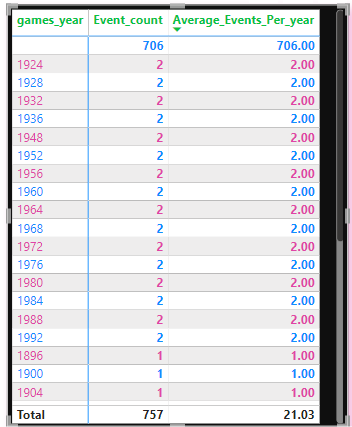 games_year Event_count Average_Events_Per_year
706 706.00
1924 2 2.00
1928 2 2.00
1932 2 2.00
1936 2 2.00
1948 2 2.00
1952 2 2.00
1956 2 2.00
1960 2 2.00
1964 2 2.00
1968 2 2.00
1972 2 2.00
1976 2 2.00
1980 2 2.00
1984 2 2.00
1988 2 2.00
1992 2 2.00
1896 1 1.00
1900 1 1.00
1904 1 1.00
Total 757 21.03